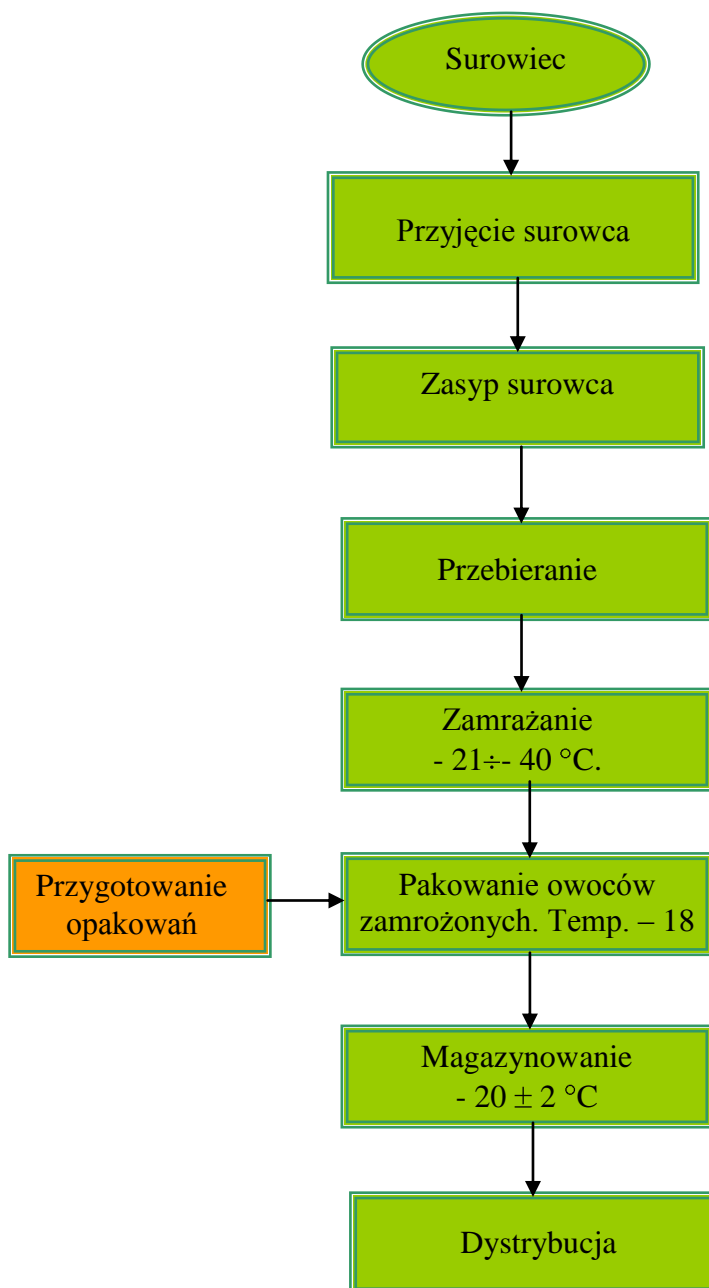 Surowiec
Przyjęcie surowca
Zasyp surowca
Przebieranie
Zamrażanie
- 21÷- 40 °C.
Przygotowanie
opakowań
Pakowanie owoców
zamrożonych. Temp. – 18
Magazynowanie
- 20 ± 2 °C
Dystrybucja